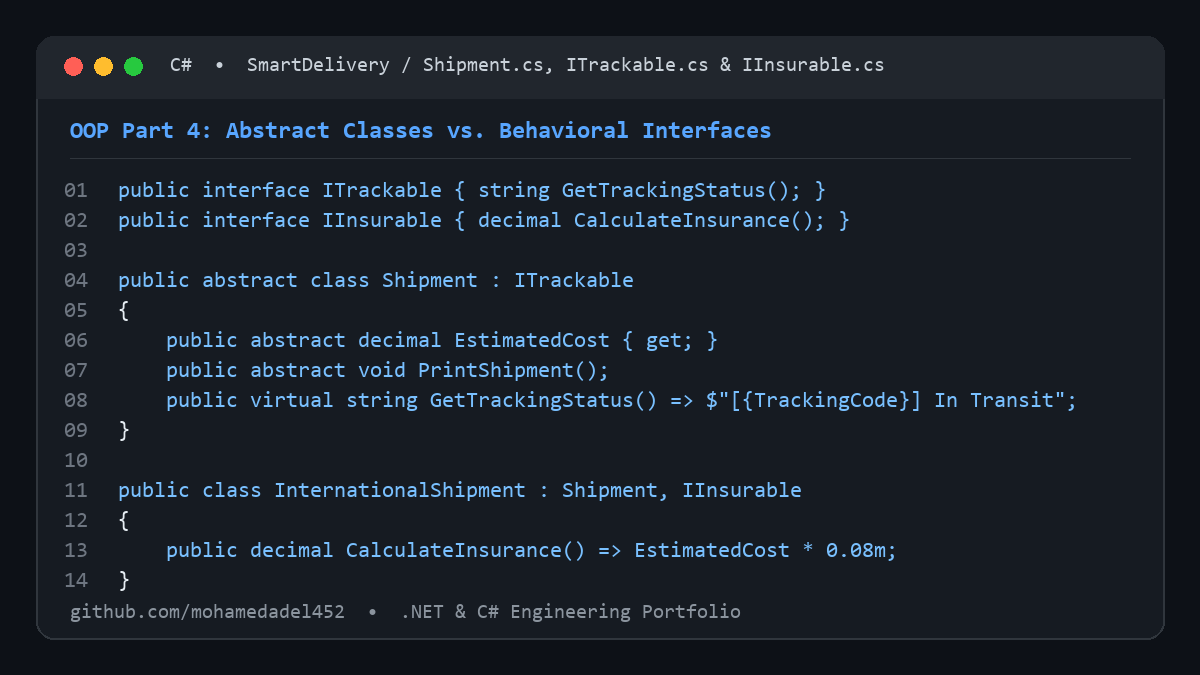 C# • SmartDelivery / Shipment.cs, ITrackable.cs & IInsurable.cs
OOP Part 4: Abstract Classes vs. Behavioral Interfaces
01 public interface ITrackable { string GetTrackingStatus(); }
02 public interface IInsurable { decimal CalculateInsurance(); }
03
04 public abstract class Shipment : ITrackable
05 {
06     public abstract decimal EstimatedCost { get; }
07     public abstract void PrintShipment();
08     public virtual string GetTrackingStatus() => $"[{TrackingCode}] In Transit";
09 }
10
11 public class InternationalShipment : Shipment, IInsurable
12 {
13     public decimal CalculateInsurance() => EstimatedCost * 0.08m;
14 }
github.com/mohamedadel452 • .NET & C# Engineering Portfolio